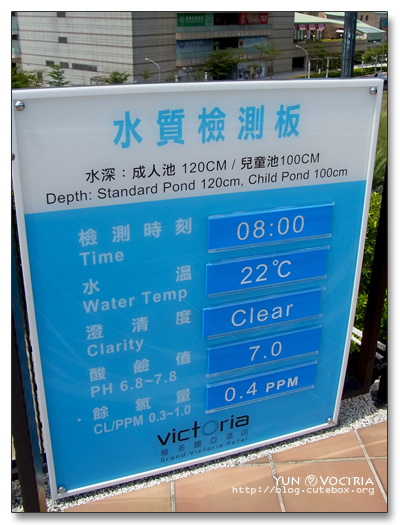 水質檢測板
水深：成人池 120CM / 兒童池100CM
Depth: Standard Pond 120cm, Child Pond 100cm
檢測時刻 08:00
Time
水溫 22℃
Water Temp
澄清度 Clear
Clarity
酸鹼值 7.0
PH 6.8~7.8
餘氯量 0.4 PPM
CL/PPM 0.3~1.0
victoria
維多麗亞酒店
Grand Victoria Hotel
YUN VOCTRIA
http://blog.cutebox.org